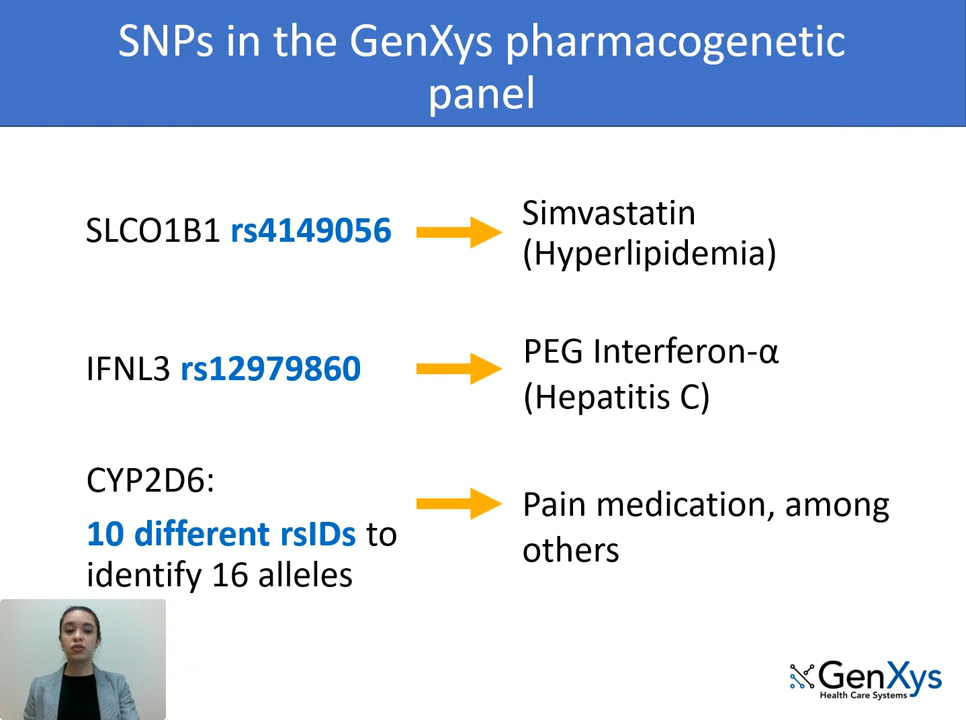 SNPs in the GenXys pharmacogenetic
panel
SLCO1B1 rs4149056
Simvastatin
(Hyperlipidemia)
IFNL3 rs12979860
PEG Interferon-α
(Hepatitis C)
CYP2D6:
10 different rsIDs to
identify 16 alleles
Pain medication, among
others
GenXys
Health Care Systems